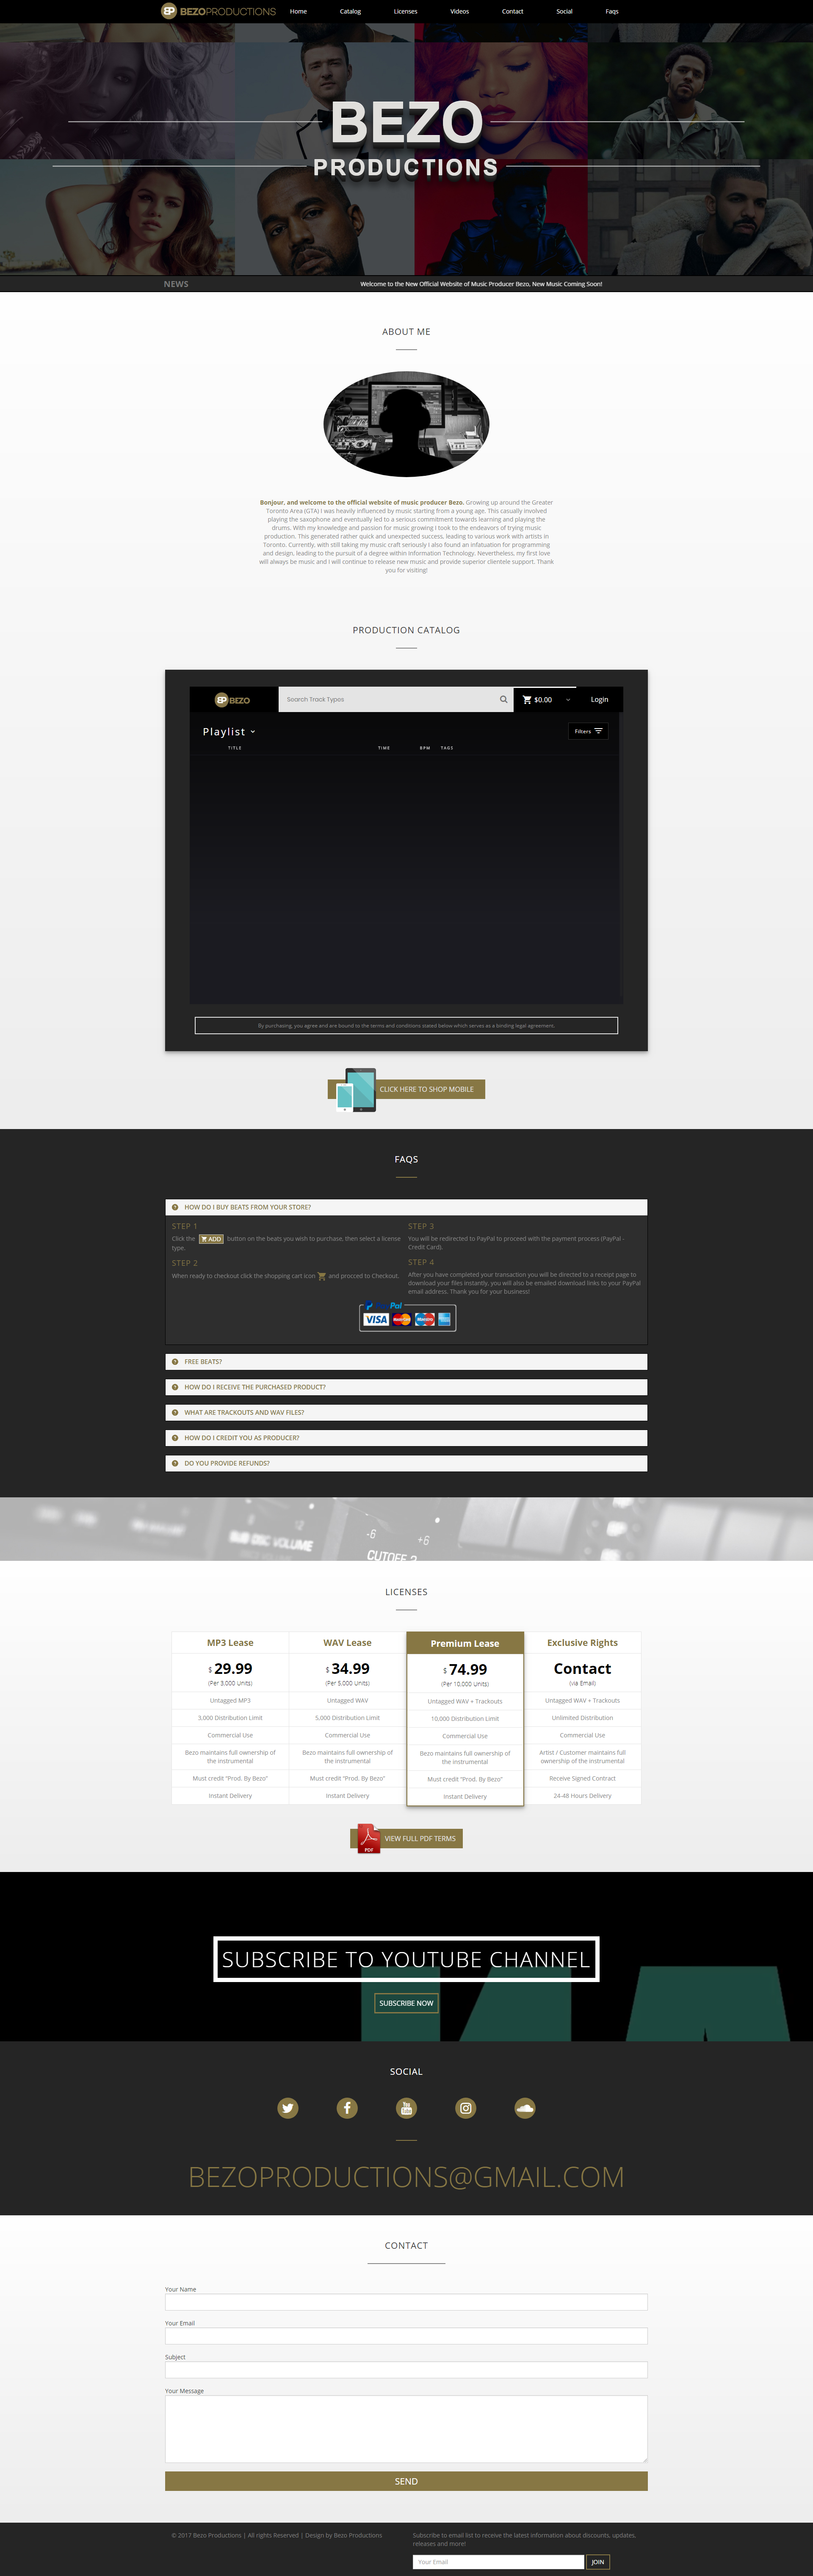 BP BEZOPRODUCTIONS
Home
Catalog
Licenses
Videos
Contact
Social
Faqs
BEZO
PRODUCTIONS
NEWS
Welcome to the New Official Website of Music Producer Bezo, New Music Coming Soon!
ABOUT ME
Bonjour, and welcome to the official website of music producer Bezo. Growing up around the Greater
Toronto Area (GTA) I was heavily influenced by music starting from a young age. This casually involved
playing the saxophone and eventually led to a serious commitment towards learning and playing the
drums. With my knowledge and passion for music growing I took to the endeavors of trying music
production. This generated rather quick and unexpected success, leading to various work with artists in
Toronto. Currently, with still taking my music craft seriously I also found an infatuation for programming
and design, leading to the pursuit of a degree within Information Technology. Nevertheless, my first love
will always be music and I will continue to release new music and provide superior clientele support. Thank
you for visiting!
PRODUCTION CATALOG
BP BEZO
Search Track Types
$0.00
Login
Playlist
Filters
TITLE
TIME
BPM
TAGS
By purchasing, you agree and are bound to the terms and conditions stated below which serves as a binding legal agreement.
CLICK HERE TO SHOP MOBILE
FAQS
HOW DO I BUY BEATS FROM YOUR STORE?
STEP 1
Click the ADD button on the beats you wish to purchase, then select a license
type.
STEP 2
When ready to checkout click the shopping cart icon and procced to Checkout.
STEP 3
You will be redirected to PayPal to proced with the payment process (PayPal -
Credit Card).
STEP 4
After you have completed your transaction you will be directed to a receipt page to
download your files instantly, you will also be emailed download links to your PayPal
email address. Thank you for your business!
PayPal
VISA MasterCard Maestro
FREE BEATS?
HOW DO I RECEIVE THE PURCHASED PRODUCT?
WHAT ARE TRACKOUTS AND WAV FILES?
HOW DO I CREDIT YOU AS PRODUCER?
DO YOU PROVIDE REFUNDS?
SUB OSC VOLUME
-6
+6
CUTOFF 2
LICENSES
MP3 Lease
$ 29.99
(Per 3,000 Units)
Untagged MP3
3,000 Distribution Limit
Commercial Use
Bezo maintains full ownership of
the instrumental
Must credit "Prod. By Bezo"
Instant Delivery
WAV Lease
$ 34.99
(Per 5,000 Units)
Untagged WAV
5,000 Distribution Limit
Commercial Use
Bezo maintains full ownership of
the instrumental
Must credit "Prod. By Bezo"
Instant Delivery
Premium Lease
$ 74.99
(Per 10,000 Units)
Untagged WAV + Trackouts
10,000 Distribution Limit
Commercial Use
Bezo maintains full ownership of
the instrumental
Must credit "Prod. By Bezo"
Instant Delivery
Exclusive Rights
Contact
(via Email)
Untagged WAV + Trackouts
Unlimited Distribution
Commercial Use
Artist / Customer maintains full
ownership of the instrumental
Receive Signed Contract
24-48 Hours Delivery
PDF
VIEW FULL PDF TERMS
SUBSCRIBE TO YOUTUBE CHANNEL
SUBSCRIBE NOW
SOCIAL
You
Tube
BEZOPRODUCTIONS@GMAIL.COM
CONTACT
Your Name
Your Email
Subject
Your Message
SEND
© 2017 Bezo Productions | All rights Reserved | Design by Bezo Productions
Subscribe to email list to receive the latest information about discounts, updates,
releases and more!
Your Email
JOIN